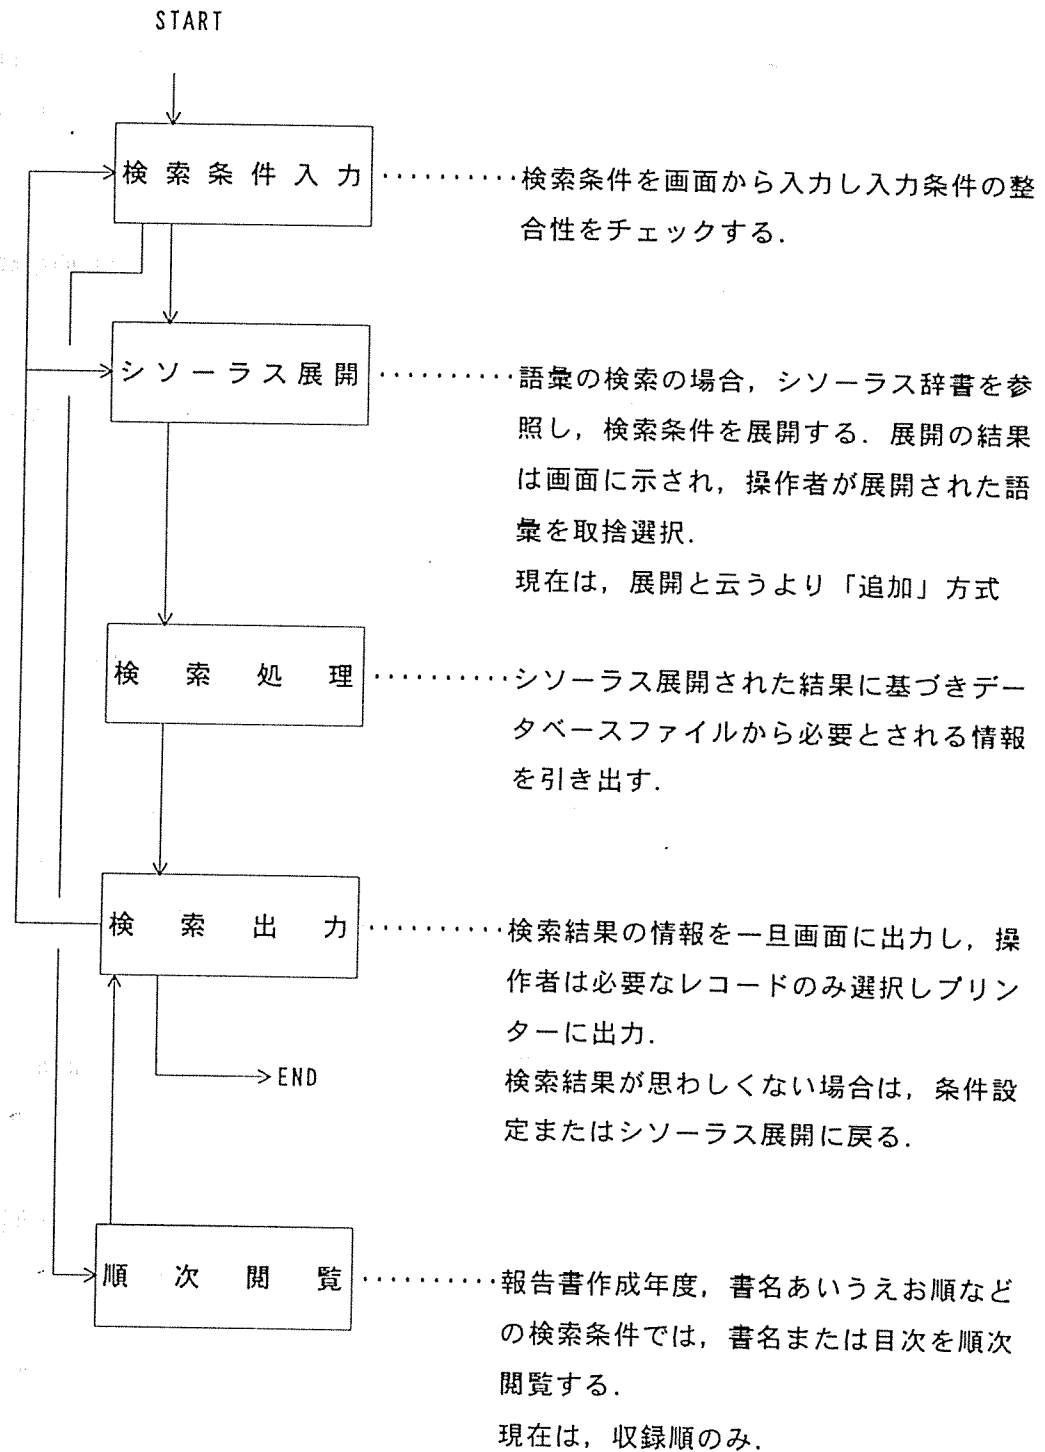 START
検索条件入力 ·········· 検索条件を画面から入力し入力条件の整
合性をチェックする.
シソーラス展開 ·········· 語彙の検索の場合,シソーラス辞書を参
照し,検索条件を展開する.展開の結果
は画面に示され,操作者が展開された語
彙を取捨選択.
現在は,展開と云うより「追加」方式
検索処理 ·········· シソーラス展開された結果に基づきデー
タベースファイルから必要とされる情報
を引き出す.
検索出力 ·········· 検索結果の情報を一旦画面に出力し,操
作者は必要なレコードのみ選択しプリン
ターに出力.
END
検索結果が思わしくない場合は,条件設
定またはシソーラス展開に戻る.
順次閲覧 ·········· 報告書作成年度,書名あいうえお順など
の検索条件では,書名または目次を順次
閲覧する.
現在は,収録順のみ.